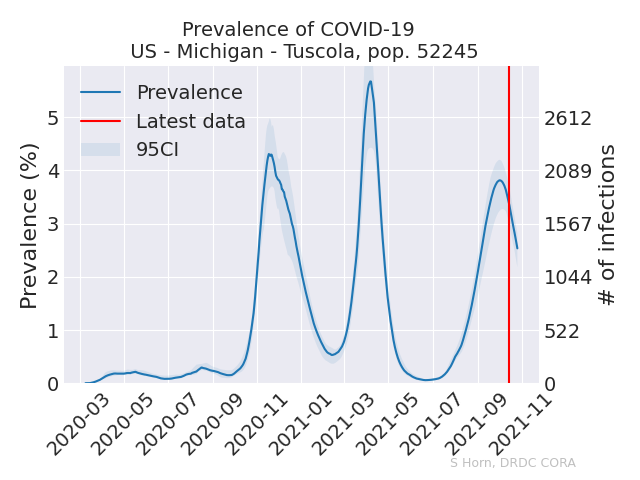 Prevalence of COVID-19
US - Michigan - Tuscola, pop. 52245
Prevalence
Latest data
95CI
Prevalence (%)
5
4
3
2
1
0
2612
2089
1567
1044
522
0
# of infections
2020-03
2020-05
2020-07
2020-09
2020-11
2021-01
2021-03
2021-05
2021-07
2021-09
2021-11
S Horn, DRDC CORA